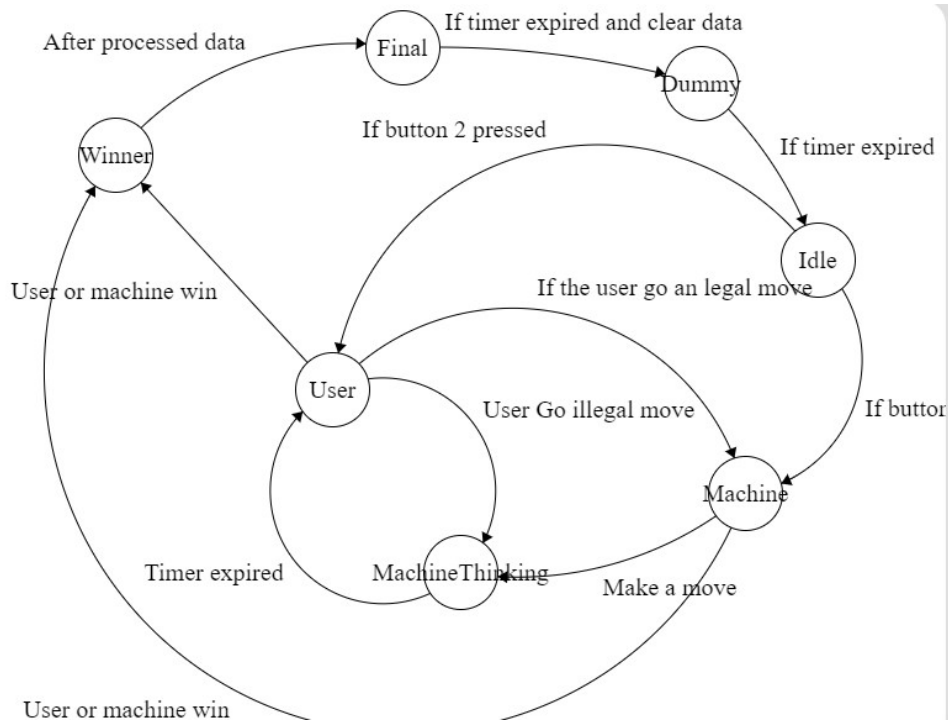 If timer expired and clear data
After processed data
Final
Dummy
If button 2 pressed
If timer expired
Winner
Idle
If the user go an legal move
User or machine win
User
User Go illegal move
If button
Machine
Timer expired
MachineThinking
Make a move
User or machine win